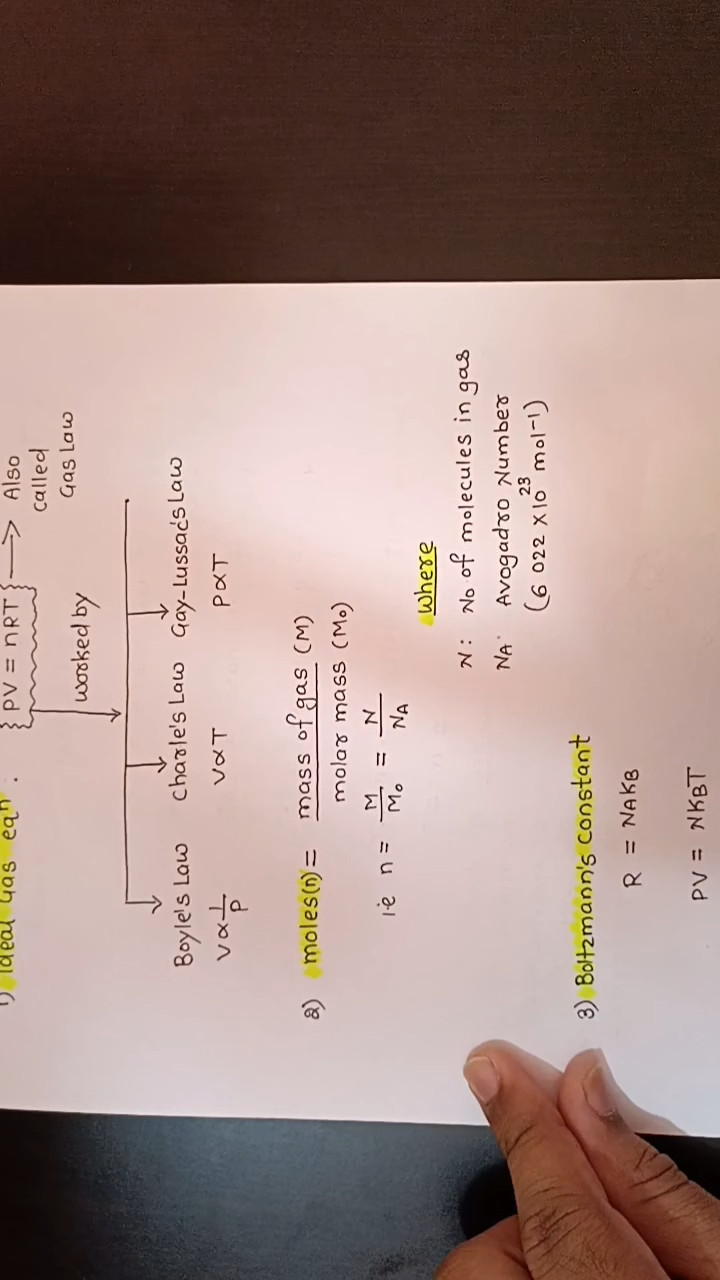 1) Ideal Gas eqn : { PV = nRT } → Also called Gas Law
worked by
Boyle's Law Charle's Law Gay-Lussac's Law
V ∝ 1/P V ∝ T P ∝ T
2) moles(n) = mass of gas (M) / molar mass (M₀)
i.e n = M/M₀ = N/NA
Where
N : No of molecules in gas
NA : Avogadro Number
(6 022 × 10²³ mol-1)
3) Boltzmann's Constant
R = NAKB
PV = NKBT